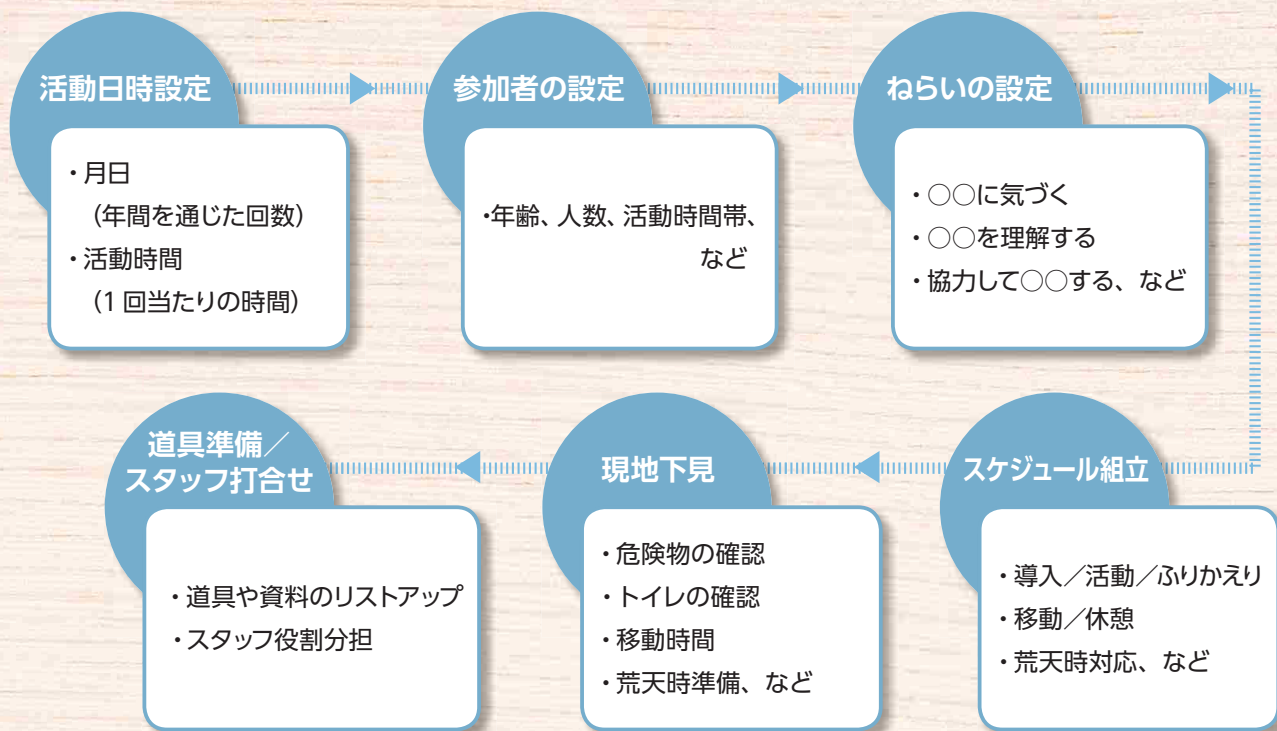 活動日時設定
・月日
（年間を通じた回数）
・活動時間
（1回当たりの時間）
参加者の設定
・年齢、人数、活動時間帯、
など
ねらいの設定
・○○に気づく
・○○を理解する
・協力して○○する、など
スケジュール組立
・導入／活動／ふりかえり
・移動／休憩
・荒天時対応、など
現地下見
・危険物の確認
・トイレの確認
・移動時間
・荒天時準備、など
道具準備／
スタッフ打合せ
・道具や資料のリストアップ
・スタッフ役割分担